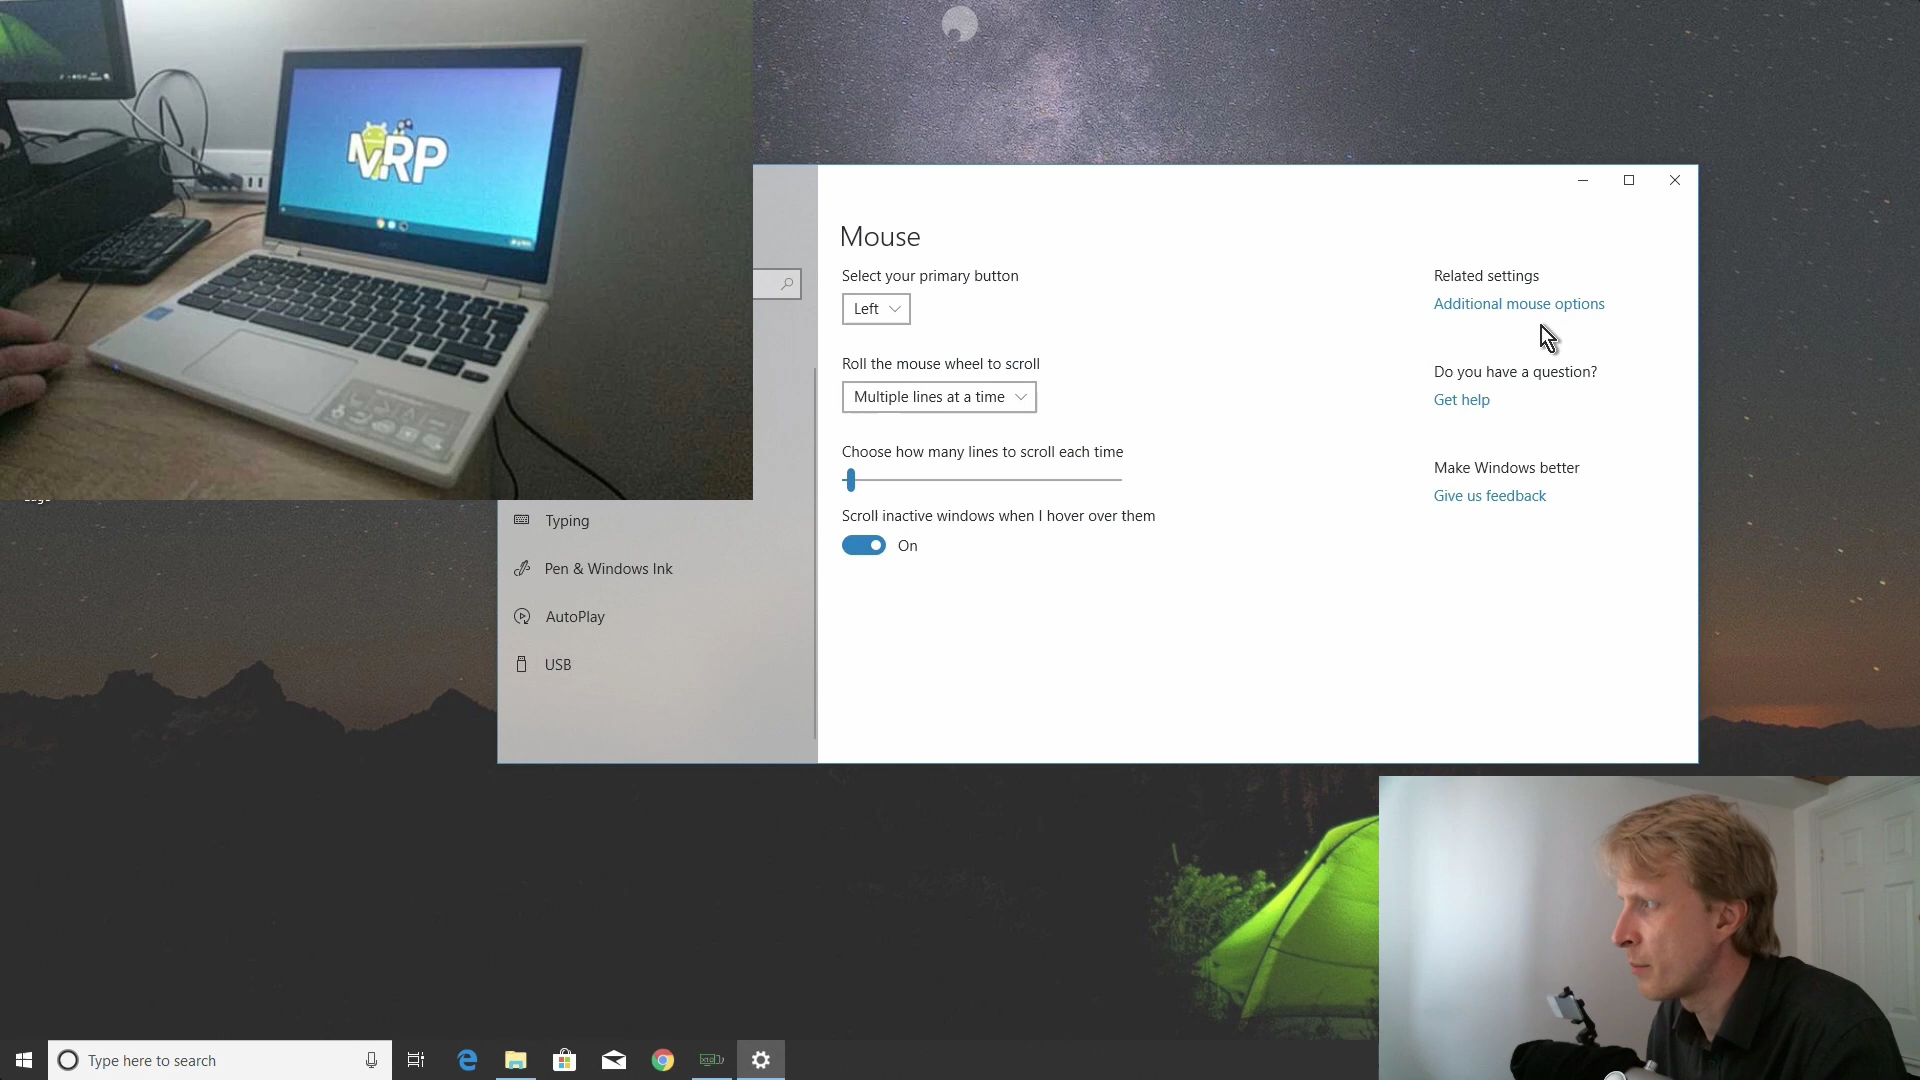 MRP
Mouse
Select your primary button
Left
Roll the mouse wheel to scroll
Multiple lines at a time
Choose how many lines to scroll each time
Scroll inactive windows when I hover over them
On
Related settings
Additional mouse options
Do you have a question?
Get help
Make Windows better
Give us feedback
Typing
Pen & Windows Ink
AutoPlay
USB
Type here to search